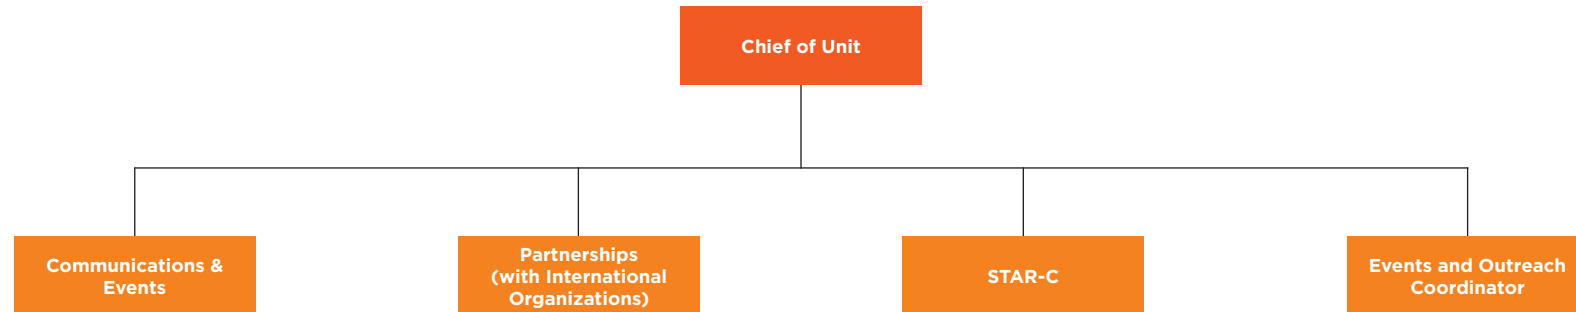 Chief of Unit
Communications &
Events
Partnerships
(with International
Organizations)
STAR-C
Events and Outreach
Coordinator